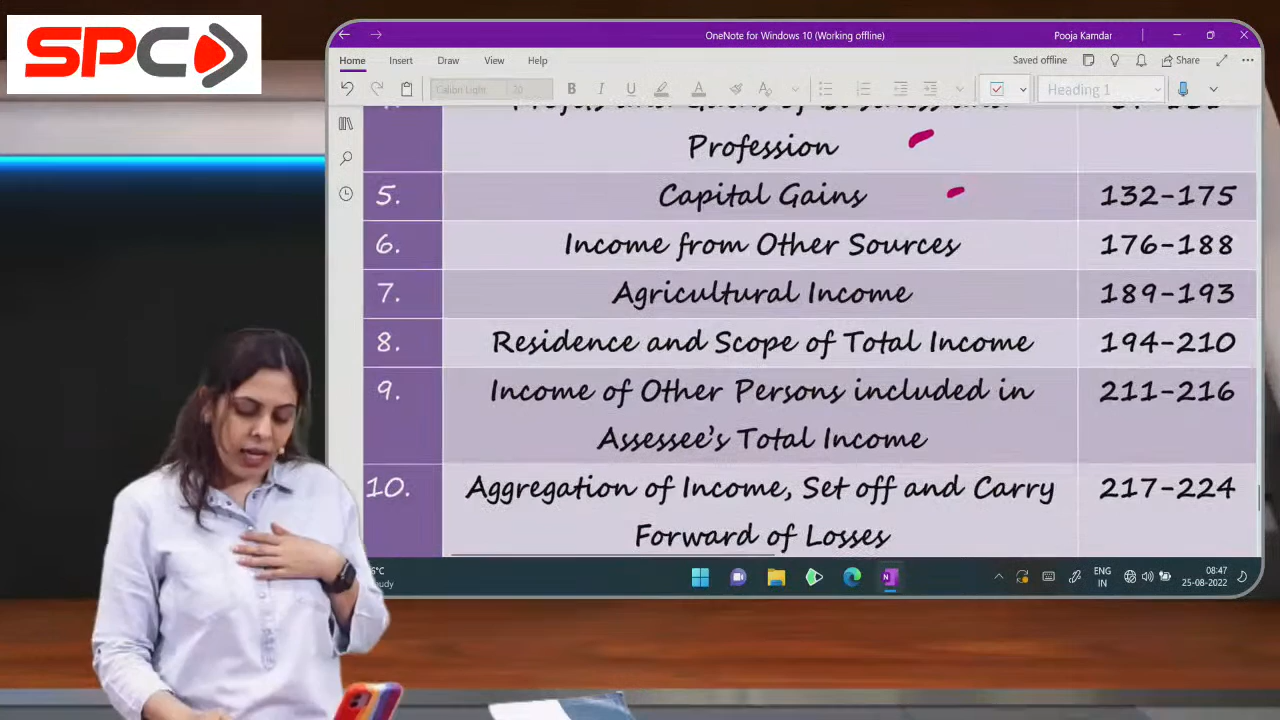 SPC
OneNote for Windows 10 (Working offline)
Pooja Kamdar
Home Insert Draw View Help
Saved offline
Share
Calibri Light 20
B I U A
Heading 1
Profession
5. Capital Gains 132-175
6. Income from Other Sources 176-188
7. Agricultural Income 189-193
8. Residence and Scope of Total Income 194-210
9. Income of Other Persons included in 211-216
Assessee's Total Income
10. Aggregation of Income, Set off and Carry 217-224
Forward of Losses
ENG
IN
08:47
25-08-2022